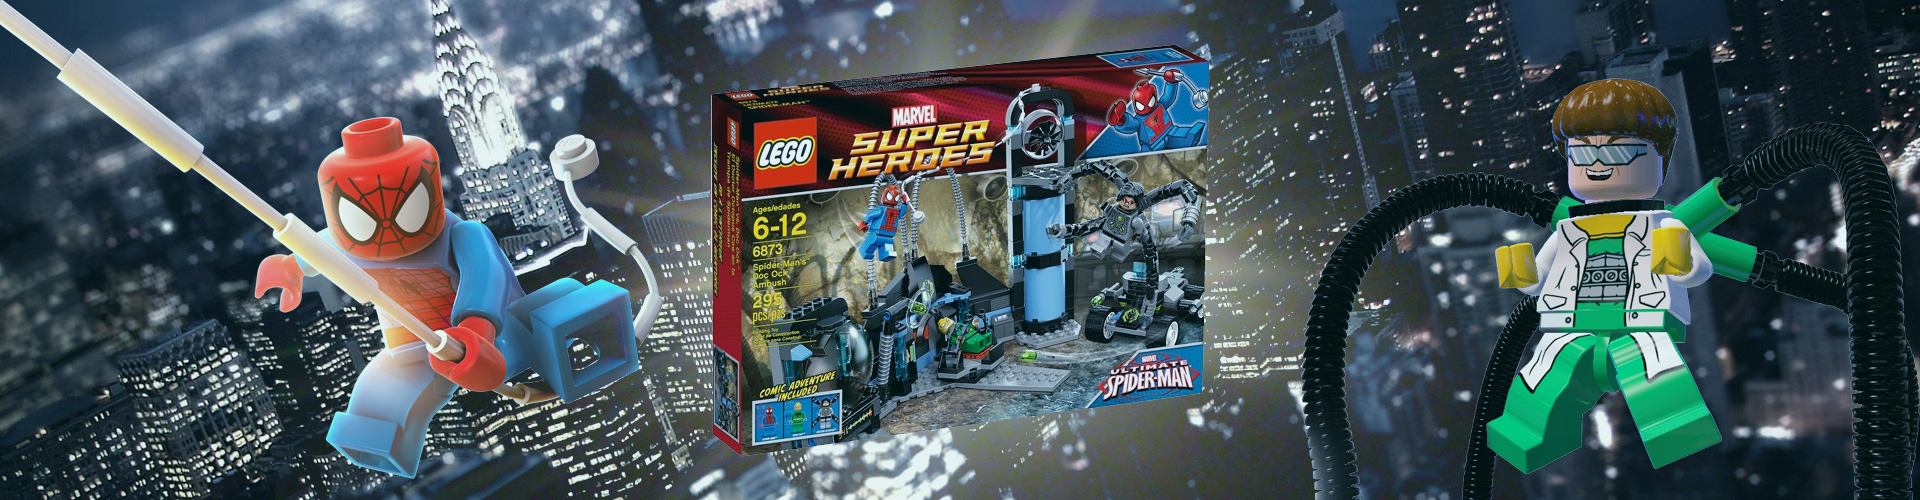 LEGO
MARVEL
SUPER
HEROES
Ages/edades
6-12
6873
Spider-Man's
Doc Ock
Ambush
295
pcs/pzs
COMIC ADVENTURE
INCLUDED
MARVEL
ULTIMATE
SPIDER-MAN